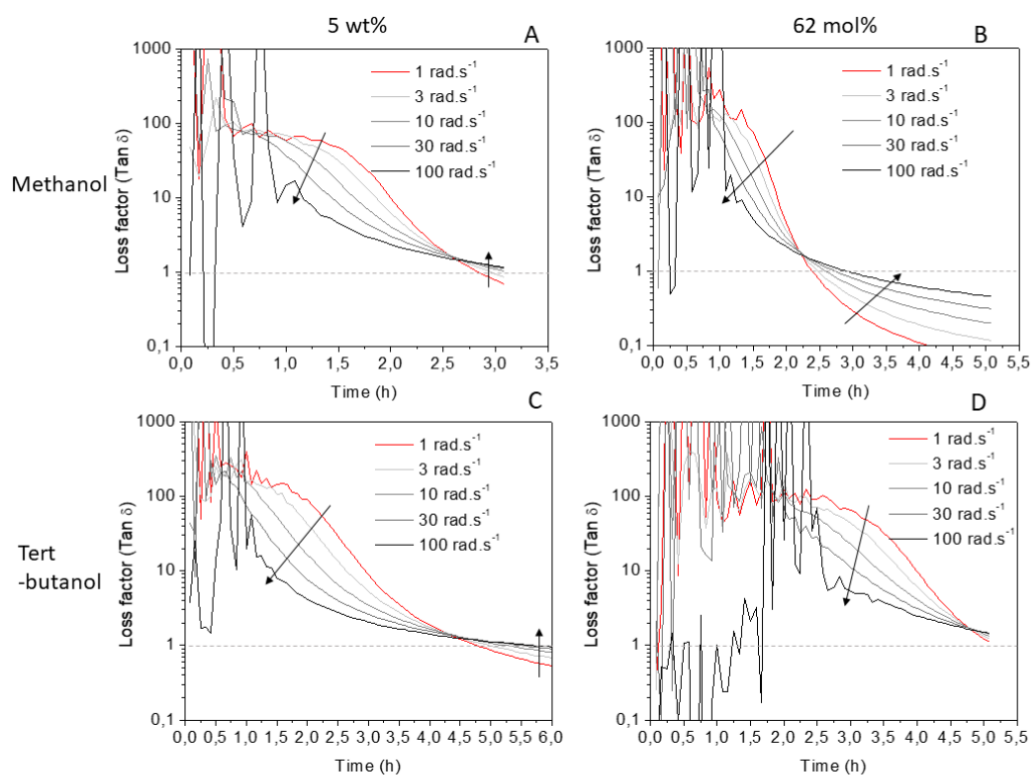 5 wt%
62 mol%
Methanol
Tert
-butanol
A
Loss factor (Tan δ)
1000
100
10
1
0,1
1 rad.s⁻¹
3 rad.s⁻¹
10 rad.s⁻¹
30 rad.s⁻¹
100 rad.s⁻¹
0,0 0,5 1,0 1,5 2,0 2,5 3,0 3,5
Time (h)
B
Loss factor (Tan δ)
1000
100
10
1
0,1
1 rad.s⁻¹
3 rad.s⁻¹
10 rad.s⁻¹
30 rad.s⁻¹
100 rad.s⁻¹
0,0 0,5 1,0 1,5 2,0 2,5 3,0 3,5 4,0 4,5 5,0 5,5
Time (h)
C
Loss factor (Tan δ)
1000
100
10
1
0,1
1 rad.s⁻¹
3 rad.s⁻¹
10 rad.s⁻¹
30 rad.s⁻¹
100 rad.s⁻¹
0,0 0,5 1,0 1,5 2,0 2,5 3,0 3,5 4,0 4,5 5,0 5,5 6,0
Time (h)
D
Loss factor (Tan δ)
1000
100
10
1
0,1
1 rad.s⁻¹
3 rad.s⁻¹
10 rad.s⁻¹
30 rad.s⁻¹
100 rad.s⁻¹
0,0 0,5 1,0 1,5 2,0 2,5 3,0 3,5 4,0 4,5 5,0 5,5 6,0
Time (h)